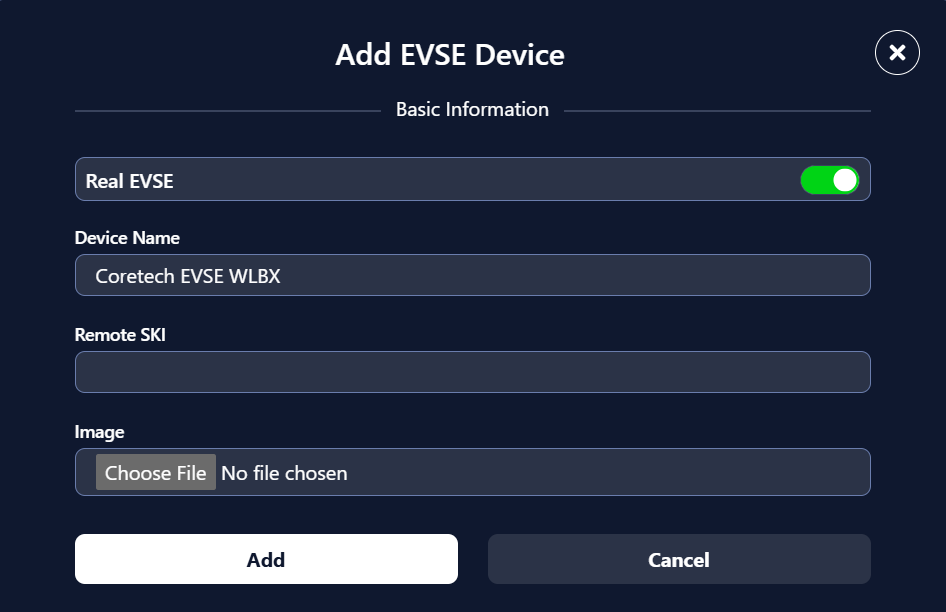 Add EVSE Device
Basic Information
Real EVSE
Device Name
Coretech EVSE WLBX
Remote SKI
Image
Choose File No file chosen
Add Cancel